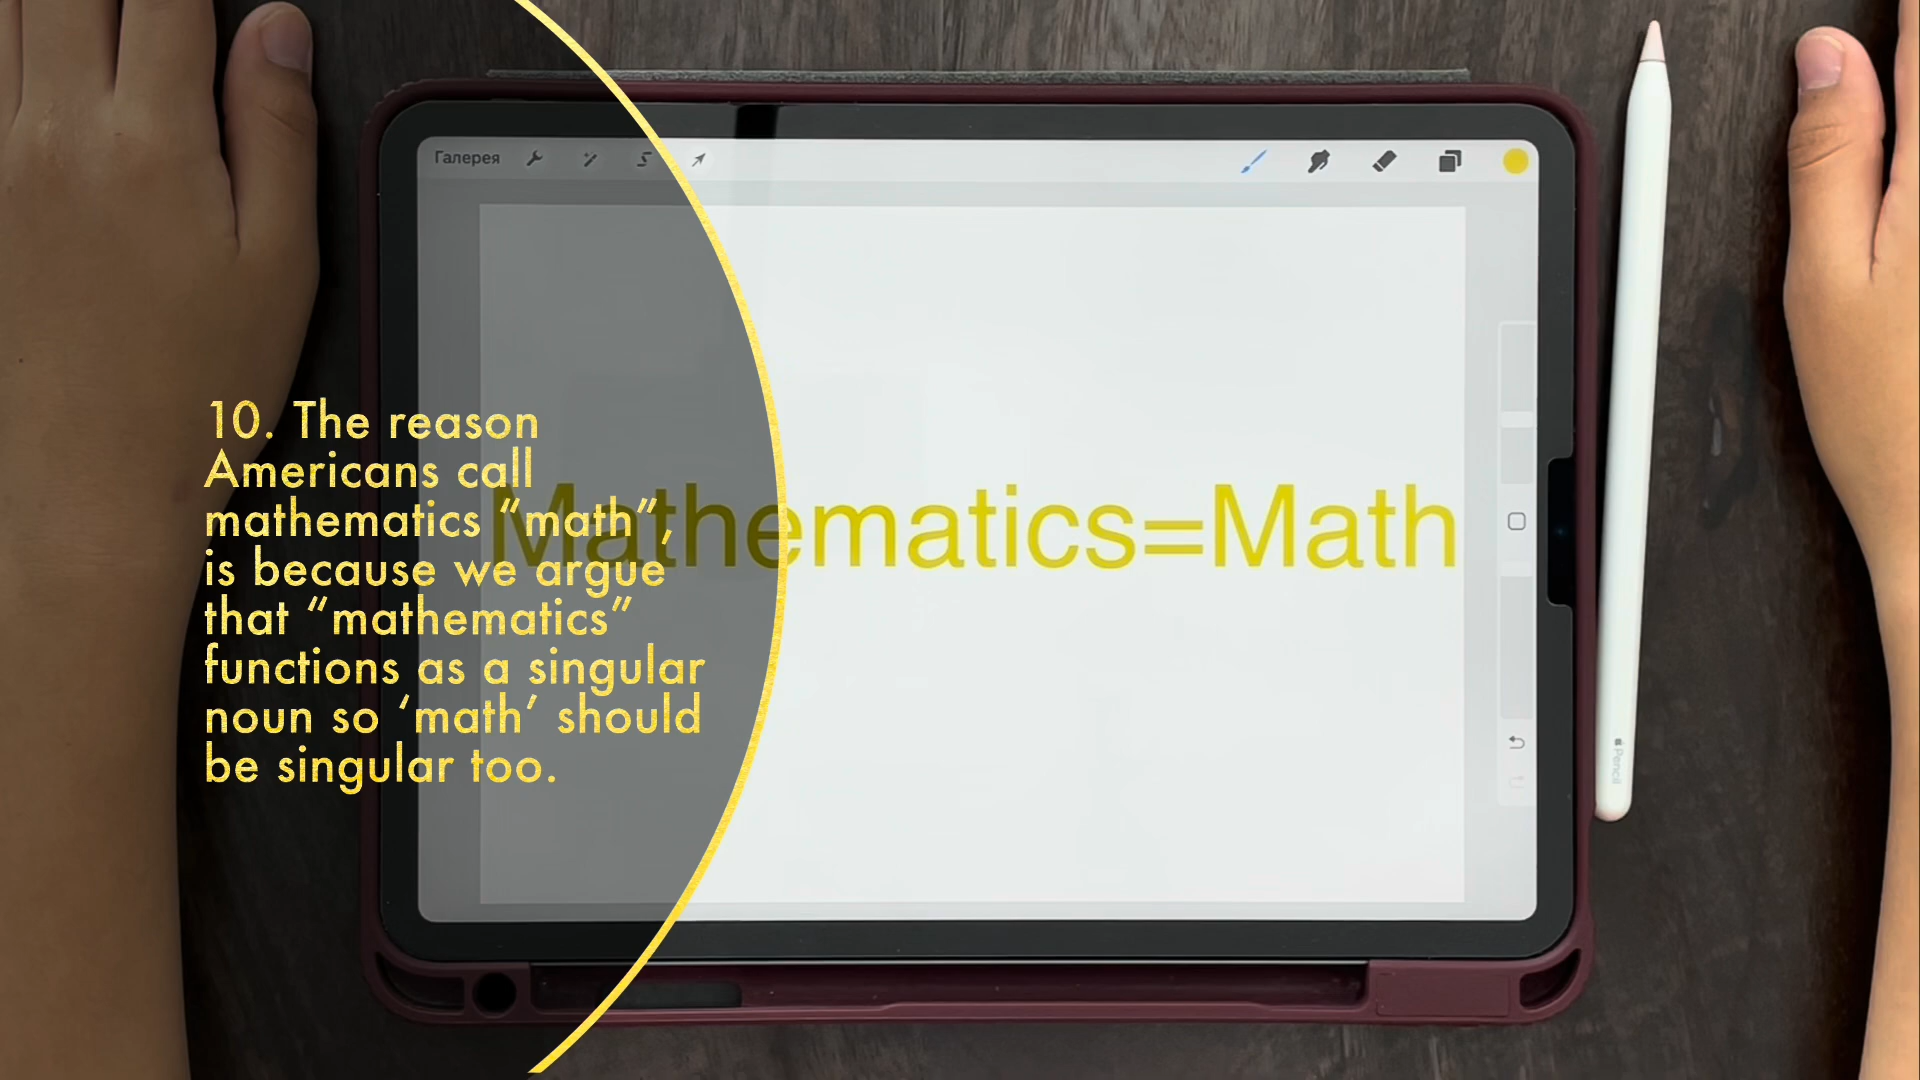 Галерея
10. The reason
Americans call
mathematics “math”,
is because we argue
that “mathematics”
functions as a singular
noun so ‘math’ should
be singular too.
Mathematics=Math
Pencil